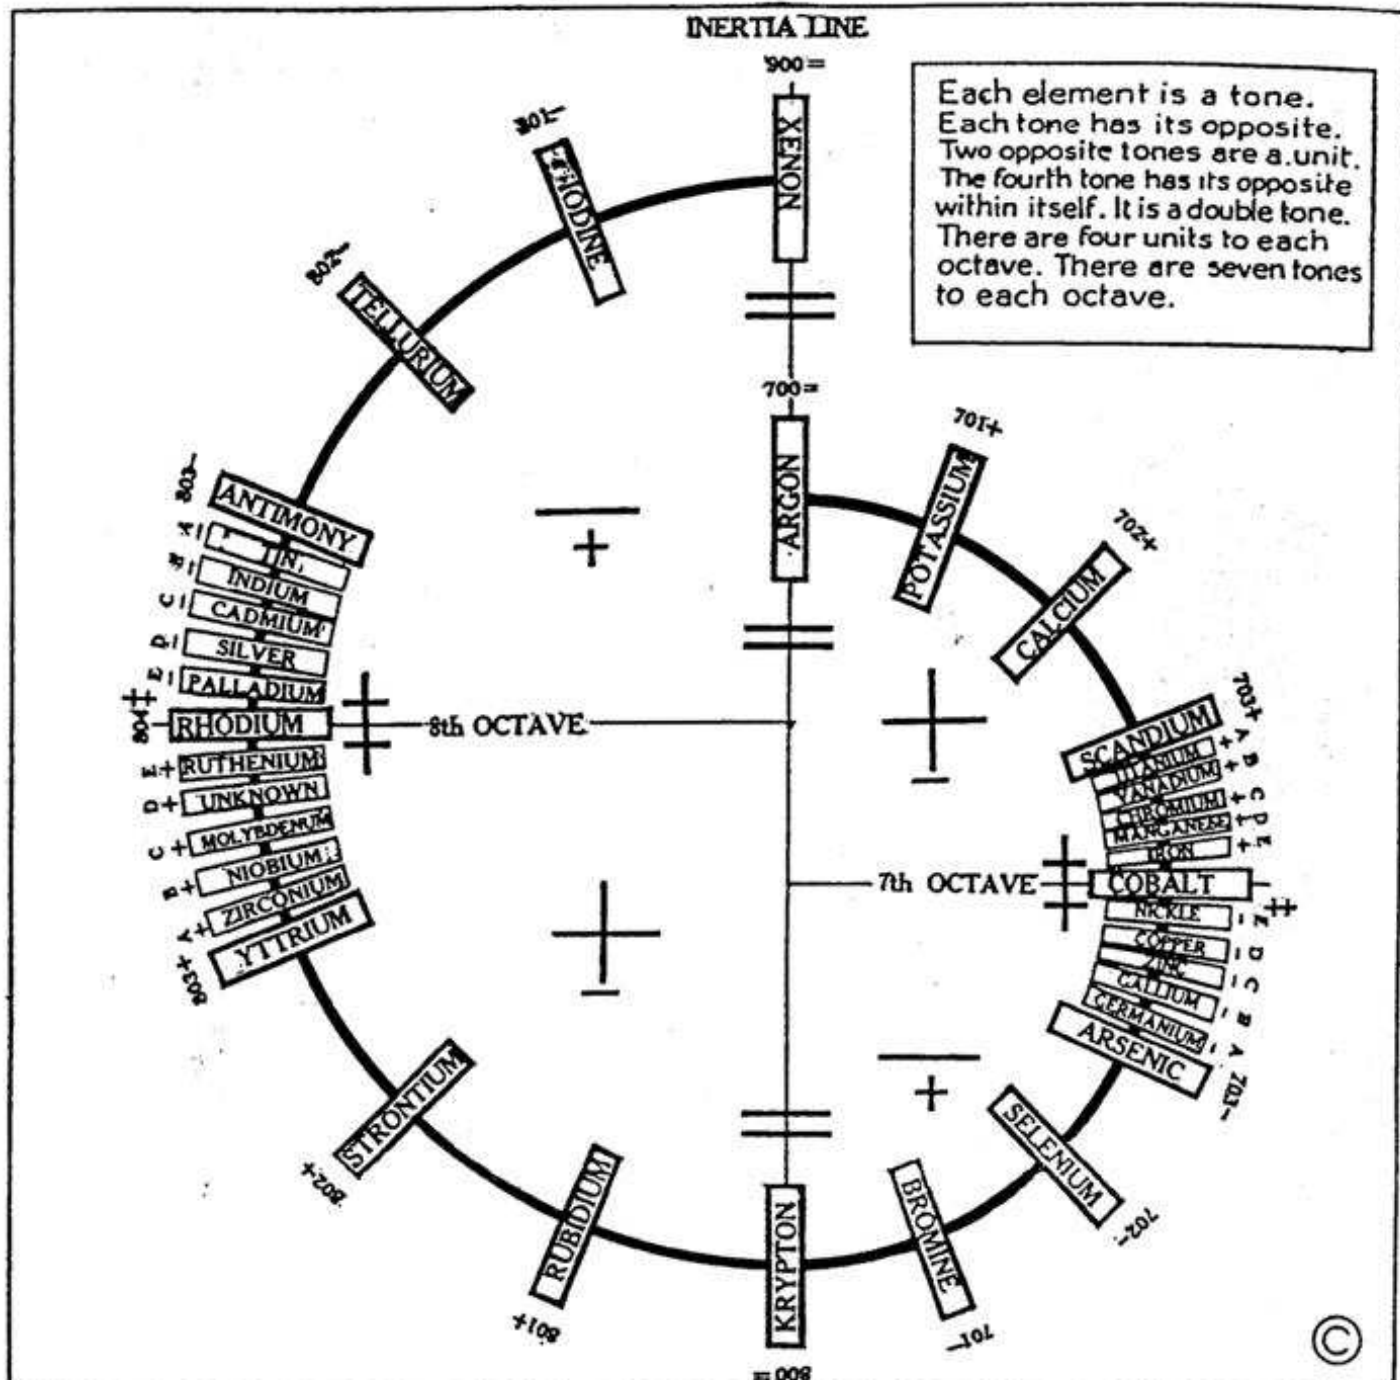 INERTIA LINE
900=
Each element is a tone.
Each tone has its opposite.
Two opposite tones are a unit.
The fourth tone has its opposite
within itself. It is a double tone.
There are four units to each
octave. There are seven tones
to each octave.
XENON
801-
802-
TELLURIUM
803-
ANTIMONY
A-
B- INDIUM
C- CADMIUM
D- SILVER
E- PALLADIUM
804 ++
RHODIUM
8th OCTAVE
E+ RUTHENIUM
D+ UNKNOWN
C+ MOLYBDENUM
B+ NIOBIUM
A+ ZIRCONIUM
803+
YTTRIUM
STRONTIUM
802+
RUBIDIUM
801+
KRYPTON
800=
700=
ARGON
701+
POTASSIUM
702+
CALCIUM
703+
SCANDIUM
TITANIUM A+
VANADIUM B+
CHROMIUM C+
MANGANESE D+
IRON E+
7th OCTAVE
COBALT
++
NICKLE -E
COPPER -D
ZINC -C
GALLIUM -B
GERMANIUM -A
ARSENIC
703-
SELENIUM
702-
BROMINE
701-
©